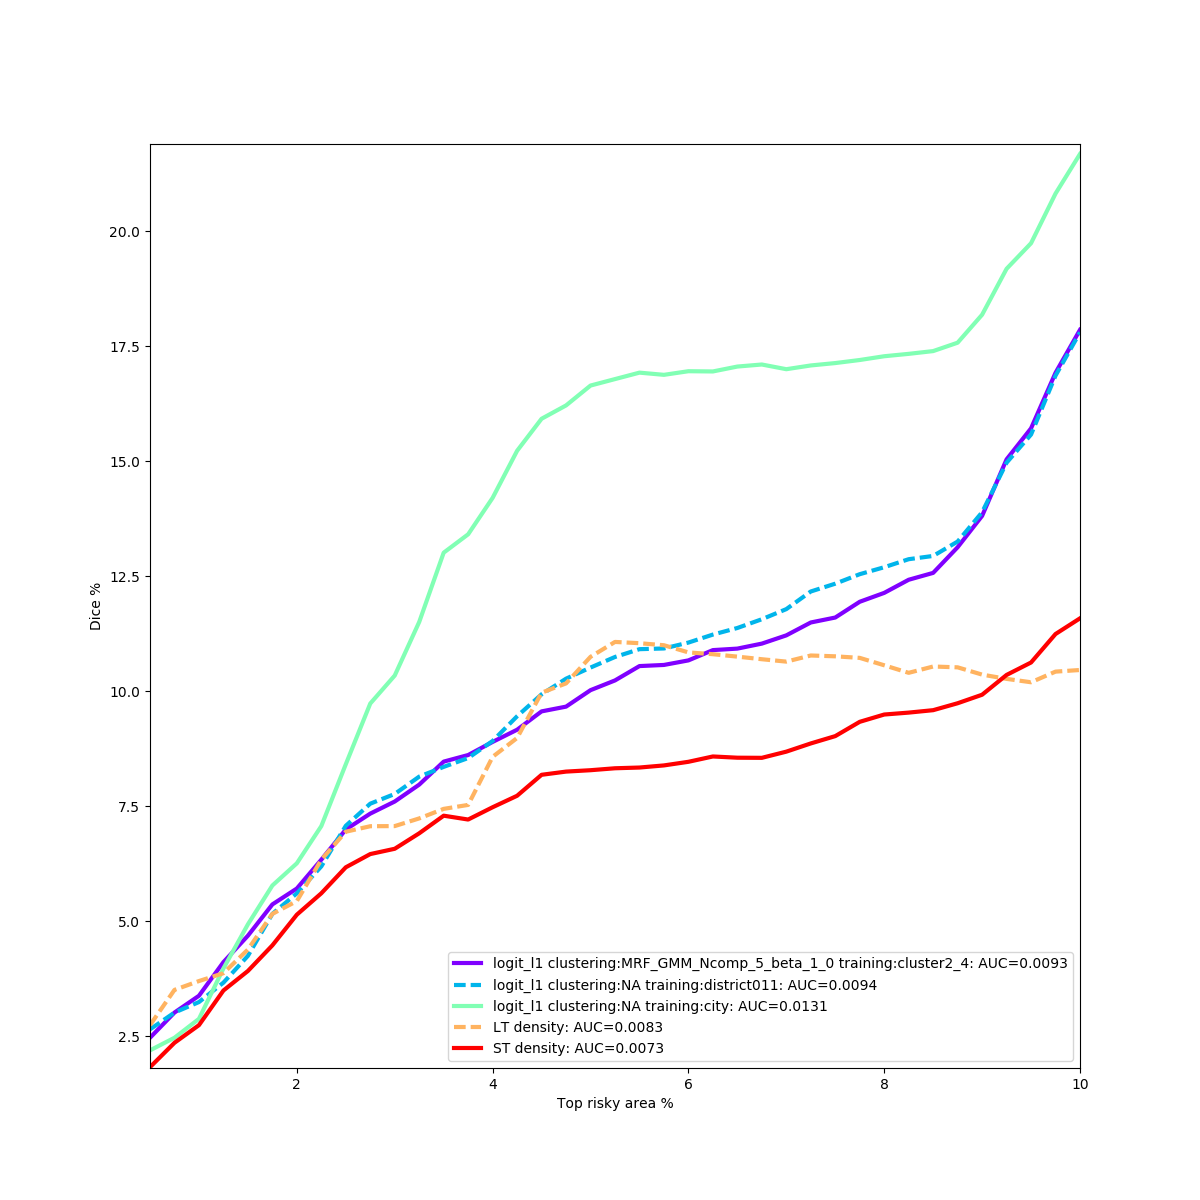 20.0
17.5
15.0
12.5
10.0
7.5
5.0
2.5
Dice %
logit_l1 clustering:MRF_GMM_Ncomp_5_beta_1_0 training:cluster2_4: AUC=0.0093
logit_l1 clustering:NA training:district011: AUC=0.0094
logit_l1 clustering:NA training:city: AUC=0.0131
LT density: AUC=0.0083
ST density: AUC=0.0073
2 4 6 8 10
Top risky area %